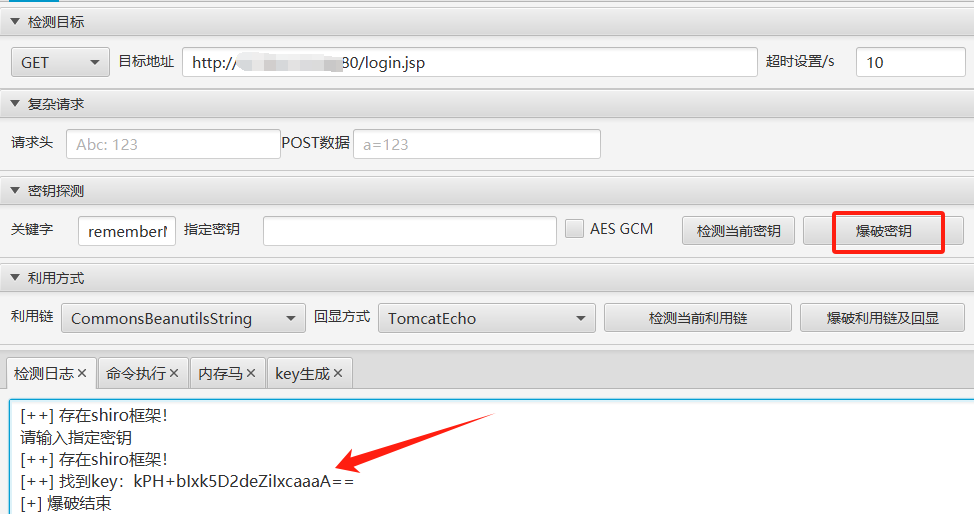 检测目标
GET 目标地址 http:// 80/login.jsp 超时设置/s 10
复杂请求
请求头 Abc: 123 POST数据 a=123
密钥探测
关键字 指定密钥 AES GCM 检测当前密钥 爆破密钥
利用方式
利用链 CommonsBeanutilsString 回显方式 TomcatEcho 检测当前利用链 爆破利用链及回显
检测日志 命令执行 内存马 key生成
[++] 存在shiro框架!
请输入指定密钥
[++] 存在shiro框架!
[++] 找到key：kPH+bIxk5D2deZiIxcaaaA==
[+] 爆破结束